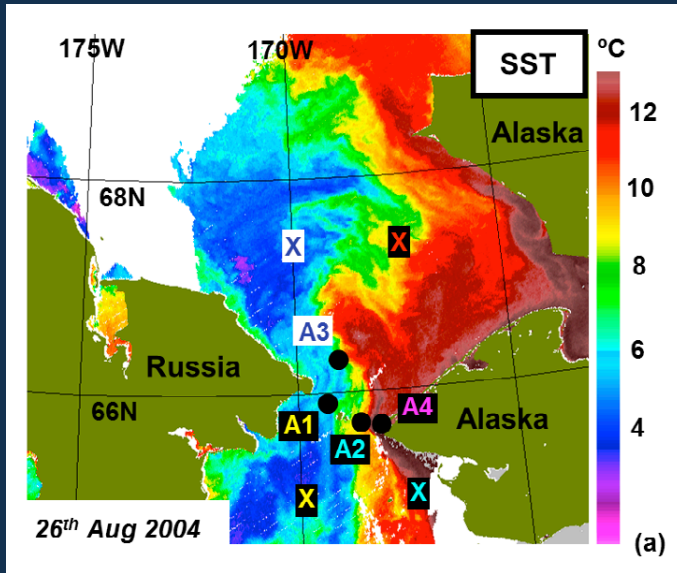 175W
170W
ºC
SST
12
Alaska
10
68N
X
X
8
A3
Russia
6
66N
A4
Alaska
A1
A2
4
X
X
26th Aug 2004
(a)